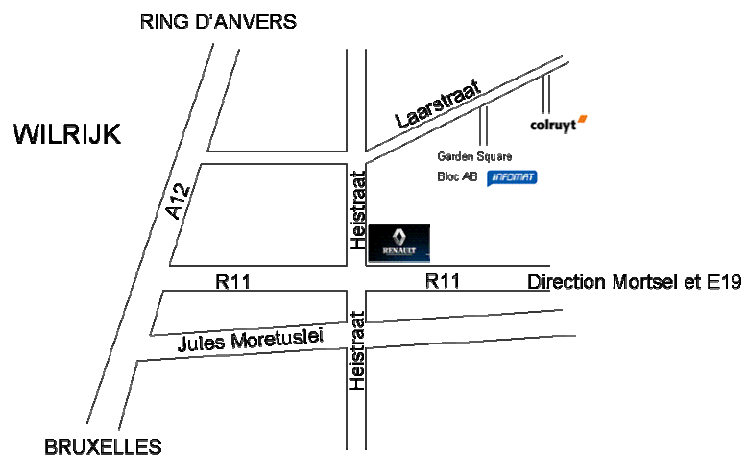 RING D'ANVERS
Laarstraat
WILRIJK
colruyt
Garden Square
Bloc AB INFOMAT
A12
Heistraat
RENAULT
R11 R11 Direction Mortsel et E19
Jules Moretuslei
Heistraat
BRUXELLES